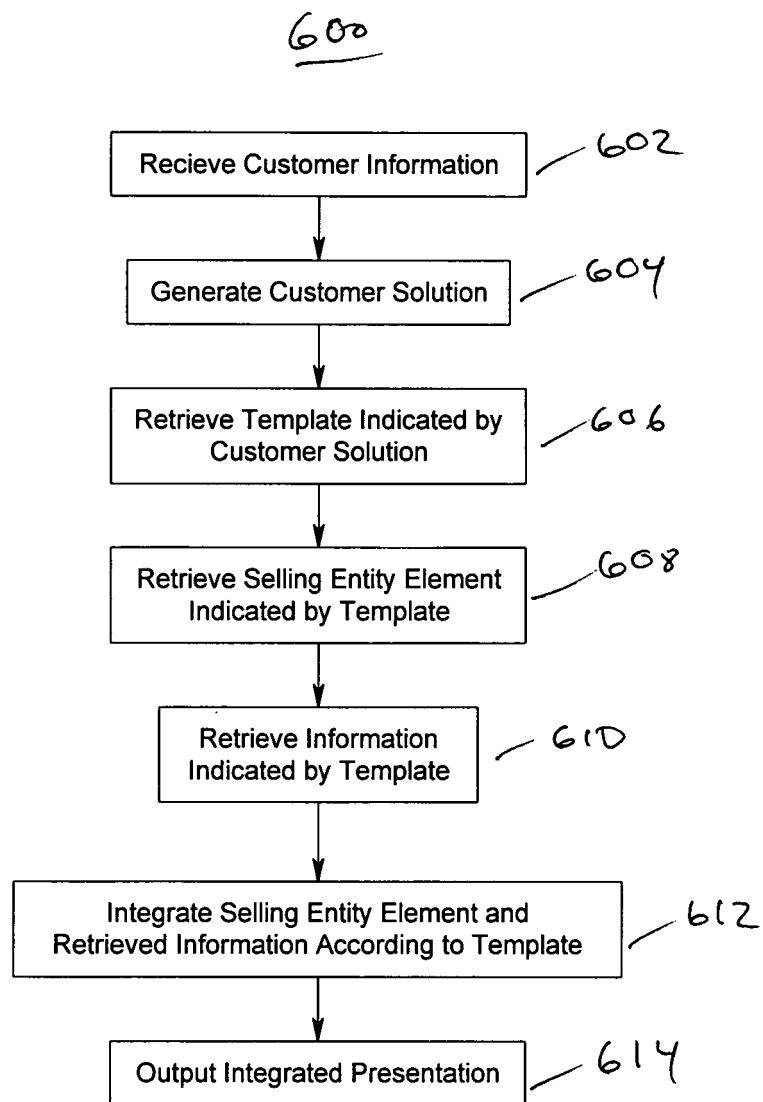 600
Recieve Customer Information
602
Generate Customer Solution
604
Retrieve Template Indicated by
Customer Solution
606
Retrieve Selling Entity Element
Indicated by Template
608
Retrieve Information
Indicated by Template
610
Integrate Selling Entity Element and
Retrieved Information According to Template
612
Output Integrated Presentation
614